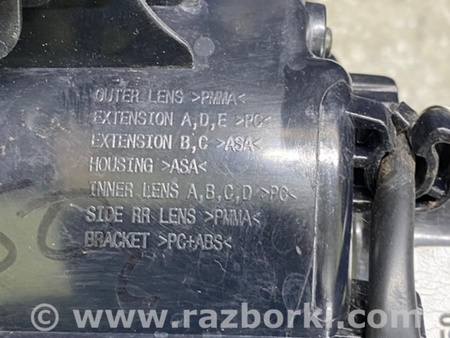 OUTER LENS >PMMA<
EXTENSION A,D,E >PC<
EXTENSION B,C >ASA<
HOUSING >ASA<
INNER LENS A,B,C,D >PC<
SIDE RR LENS >PMMA<
BRACKET >PC+ABS<
www.razborki.com